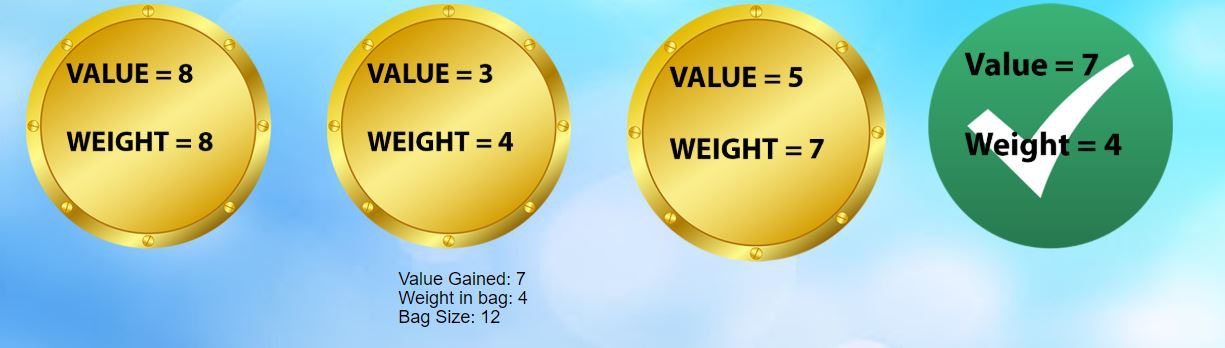 VALUE = 8
WEIGHT = 8
VALUE = 3
WEIGHT = 4
VALUE = 5
WEIGHT = 7
Value = 7
Weight = 4
Value Gained: 7
Weight in bag: 4
Bag Size: 12